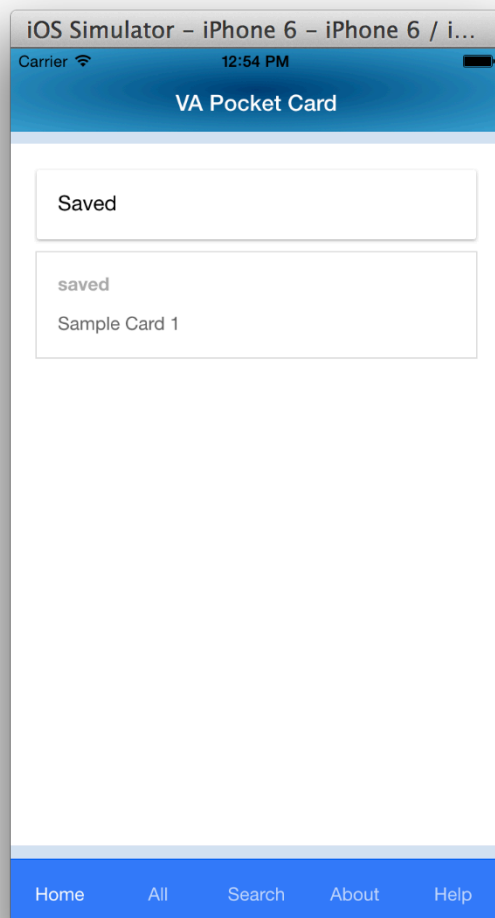 iOS Simulator – iPhone 6 – iPhone 6 / i...
Carrier 12:54 PM
VA Pocket Card
Saved
saved
Sample Card 1
Home All Search About Help